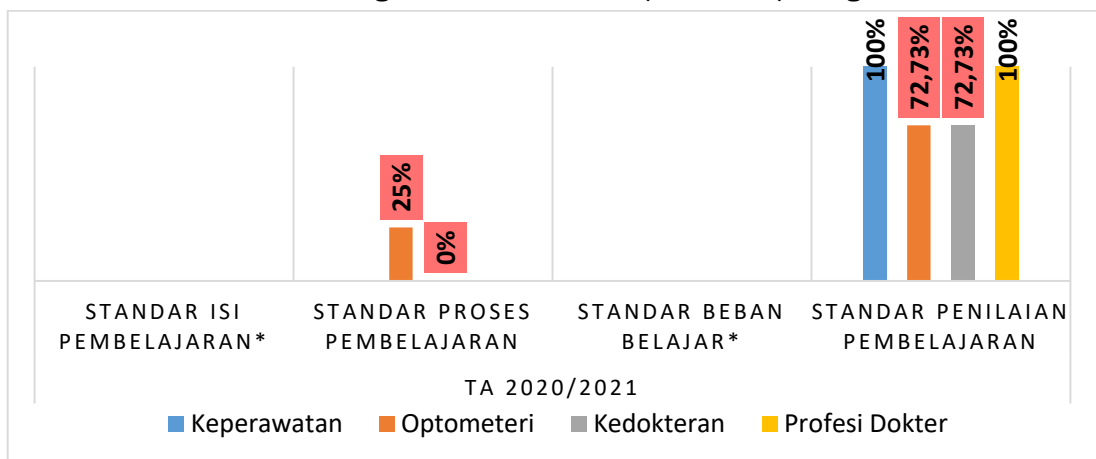 100%
72,73%
72,73%
100%
25%
0%
STANDAR ISI
PEMBELAJARAN*
STANDAR PROSES
PEMBELAJARAN
STANDAR BEBAN
BELAJAR*
STANDAR PENILAIAN
PEMBELAJARAN
TA 2020/2021
Keperawatan Optometeri Kedokteran Profesi Dokter